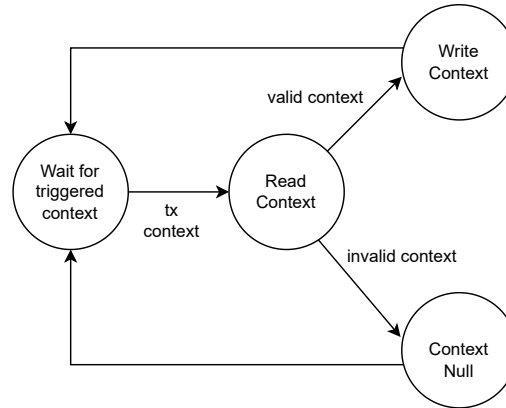 Write
Context
valid context
Wait for
triggered
context
tx
context
Read
Context
invalid context
Context
Null